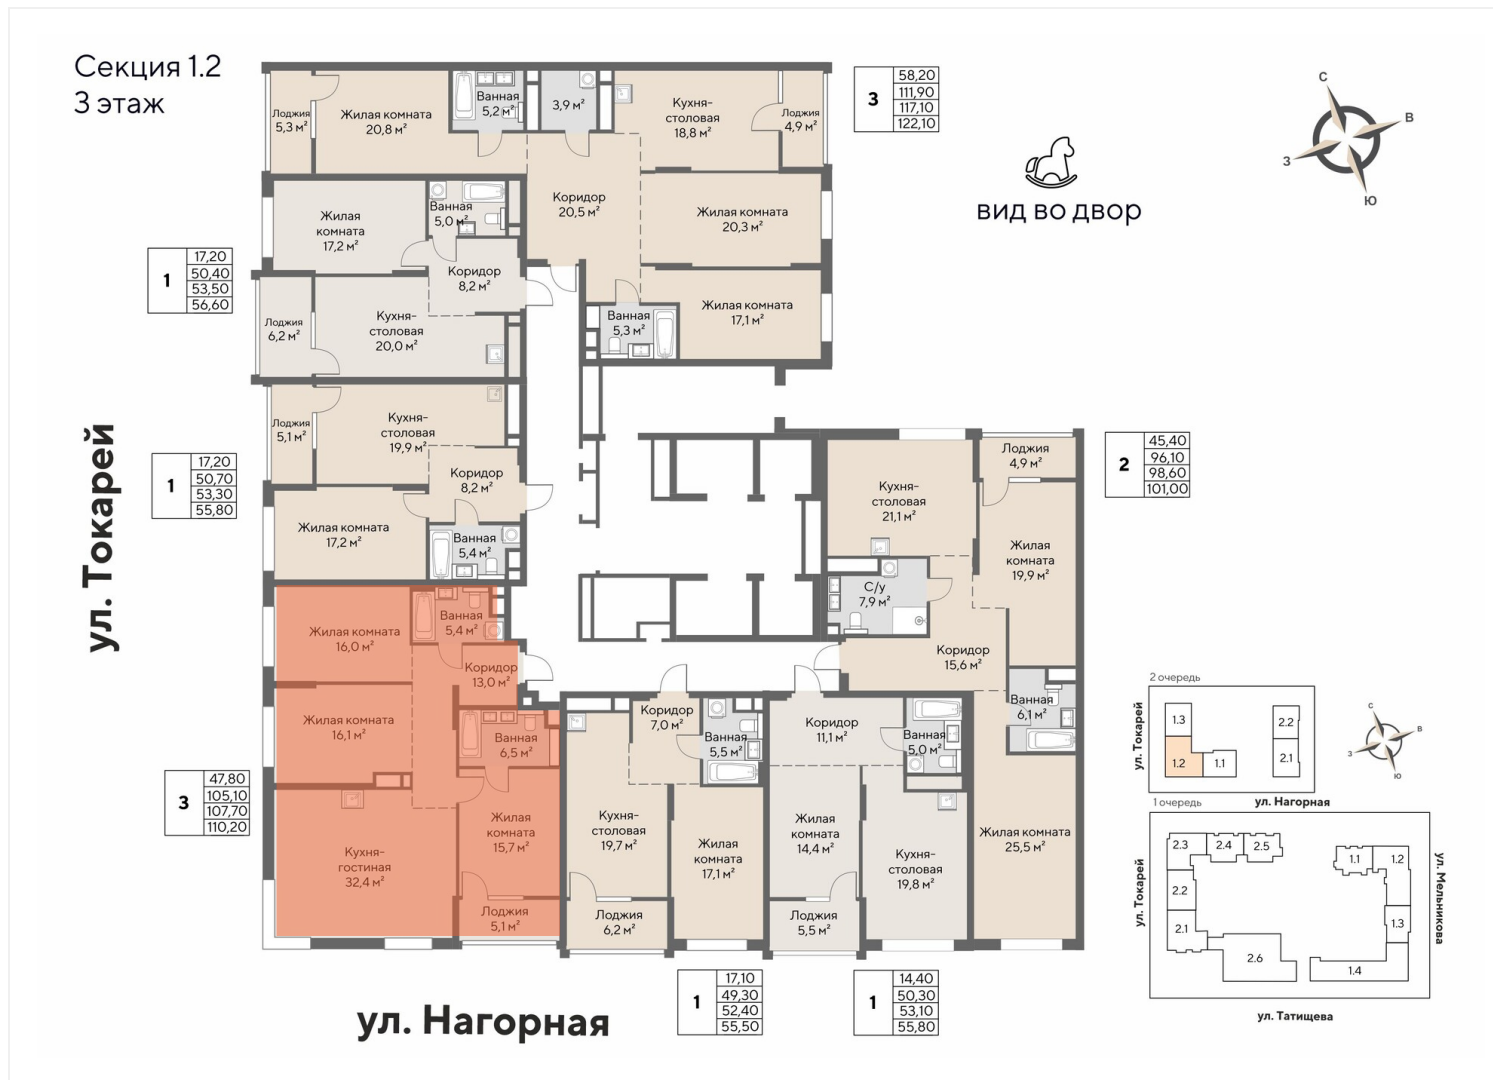 Секция 1.2
3 этаж
Лоджия
5,3 м²
Жилая комната
20,8 м²
Ванная
5,2 м²
3,9 м²
Кухня-
столовая
18,8 м²
Лоджия
4,9 м²
3
58,20
111,90
117,10
122,10
С
В
З
Ю
вид во двор
Жилая
комната
17,2 м²
Ванная
5,0 м²
Коридор
20,5 м²
Жилая комната
20,3 м²
1
17,20
50,40
53,50
56,60
Коридор
8,2 м²
Лоджия
6,2 м²
Кухня-
столовая
20,0 м²
Ванная
5,3 м²
Жилая комната
17,1 м²
ул. Токарей
Лоджия
5,1 м²
Кухня-
столовая
19,9 м²
1
17,20
50,70
53,30
55,80
Коридор
8,2 м²
Жилая комната
17,2 м²
Ванная
5,4 м²
Кухня-
столовая
21,1 м²
Лоджия
4,9 м²
2
45,40
96,10
98,60
101,00
Жилая
комната
19,9 м²
С/у
7,9 м²
Жилая комната
16,0 м²
Ванная
5,4 м²
Коридор
13,0 м²
Коридор
15,6 м²
Жилая комната
16,1 м²
Ванная
6,5 м²
Коридор
7,0 м²
Ванная
5,5 м²
Коридор
11,1 м²
Ванная
5,0 м²
Ванная
6,1 м²
3
47,80
105,10
107,70
110,20
Кухня-
гостиная
32,4 м²
Жилая
комната
15,7 м²
Кухня-
столовая
19,7 м²
Жилая
комната
17,1 м²
Жилая
комната
14,4 м²
Кухня-
столовая
19,8 м²
Жилая комната
25,5 м²
Лоджия
5,1 м²
Лоджия
6,2 м²
Лоджия
5,5 м²
1
17,10
49,30
52,40
55,50
1
14,40
50,30
53,10
55,80
ул. Нагорная
2 очередь
ул. Токарей
1.3
1.2
1.1
2.2
2.1
С
В
З
Ю
ул. Нагорная
1 очередь
ул. Токарей
2.3
2.4
2.5
1.1
1.2
2.2
2.1
1.3
2.6
1.4
ул. Мельникова
ул. Татищева